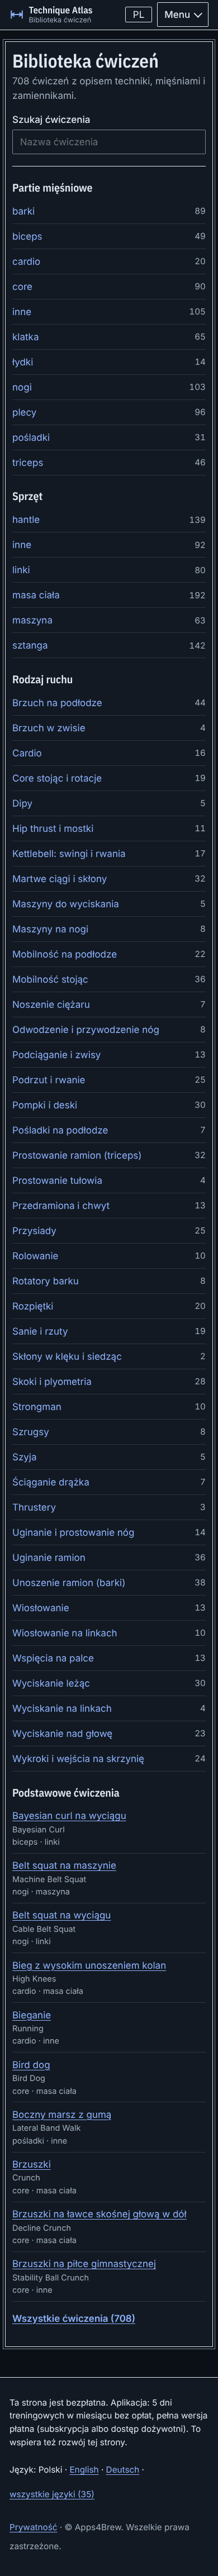 Technique Atlas
Biblioteka ćwiczeń
PL
Menu
Biblioteka ćwiczeń
708 ćwiczeń z opisem techniki, mięśniami i
zamiennikami.
Szukaj ćwiczenia
Nazwa ćwiczenia
Partie mięśniowe
barki 89
biceps 49
cardio 20
core 90
inne 105
klatka 65
łydki 14
nogi 103
plecy 96
pośladki 31
triceps 46
Sprzęt
hantle 139
inne 92
linki 80
masa ciała 192
maszyna 63
sztanga 142
Rodzaj ruchu
Brzuch na podłodze 44
Brzuch w zwisie 4
Cardio 16
Core stojąc i rotacje 19
Dipy 5
Hip thrust i mostki 11
Kettlebell: swingi i rwania 17
Martwe ciągi i skłony 32
Maszyny do wyciskania 5
Maszyny na nogi 8
Mobilność na podłodze 22
Mobilność stojąc 36
Noszenie ciężaru 7
Odwodzenie i przywodzenie nóg 8
Podciąganie i zwisy 13
Podrzut i rwanie 25
Pompki i deski 30
Pośladki na podłodze 7
Prostowanie ramion (triceps) 32
Prostowanie tułowia 4
Przedramiona i chwyt 13
Przysiady 25
Rolowanie 10
Rotatory barku 8
Rozpiętki 20
Sanie i rzuty 19
Skłony w klęku i siedząc 2
Skoki i plyometria 28
Strongman 10
Szrugsy 8
Szyja 5
Ściąganie drążka 7
Thrustery 3
Uginanie i prostowanie nóg 14
Uginanie ramion 36
Unoszenie ramion (barki) 38
Wiosłowanie 13
Wiosłowanie na linkach 10
Wspięcia na palce 13
Wyciskanie leżąc 30
Wyciskanie na linkach 4
Wyciskanie nad głowę 23
Wykroki i wejścia na skrzynię 24
Podstawowe ćwiczenia
Bayesian curl na wyciągu
Bayesian Curl
biceps · linki
Belt squat na maszynie
Machine Belt Squat
nogi · maszyna
Belt squat na wyciągu
Cable Belt Squat
nogi · linki
Bieg z wysokim unoszeniem kolan
High Knees
cardio · masa ciała
Bieganie
Running
cardio · inne
Bird dog
Bird Dog
core · masa ciała
Boczny marsz z gumą
Lateral Band Walk
pośladki · inne
Brzuszki
Crunch
core · masa ciała
Brzuszki na ławce skośnej głową w dół
Decline Crunch
core · masa ciała
Brzuszki na piłce gimnastycznej
Stability Ball Crunch
core · inne
Wszystkie ćwiczenia (708)
Ta strona jest bezpłatna. Aplikacja: 5 dni
treningowych w miesiącu bez opłat, pełna wersja
płatna (subskrypcja albo dostęp dożywotni). To
wspiera też rozwój tej strony.
Język: Polski · English · Deutsch ·
wszystkie języki (35)
Prywatność · © Apps4Brew. Wszelkie prawa
zastrzeżone.